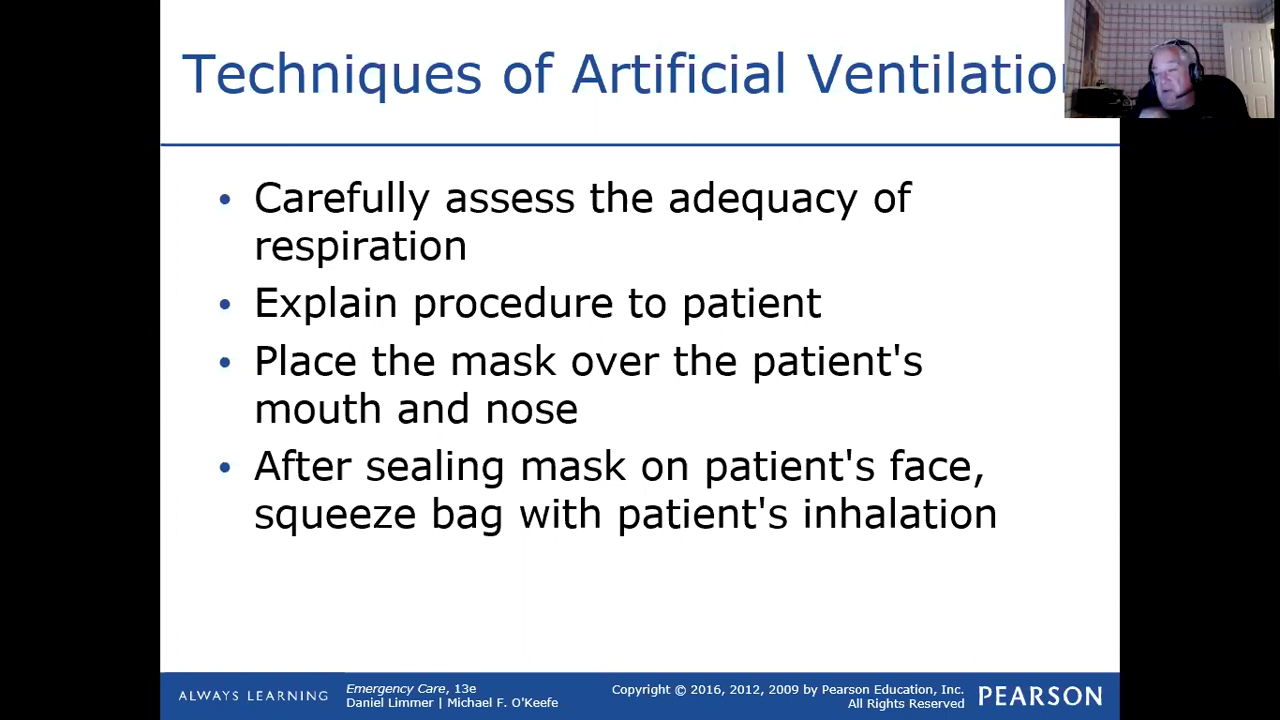 Techniques of Artificial Ventilation
• Carefully assess the adequacy of
respiration
• Explain procedure to patient
• Place the mask over the patient's
mouth and nose
• After sealing mask on patient's face,
squeeze bag with patient's inhalation
ALWAYS LEARNING
Emergency Care, 13e
Daniel Limmer | Michael F. O'Keefe
Copyright © 2016, 2012, 2009 by Pearson Education, Inc.
All Rights Reserved
PEARSON